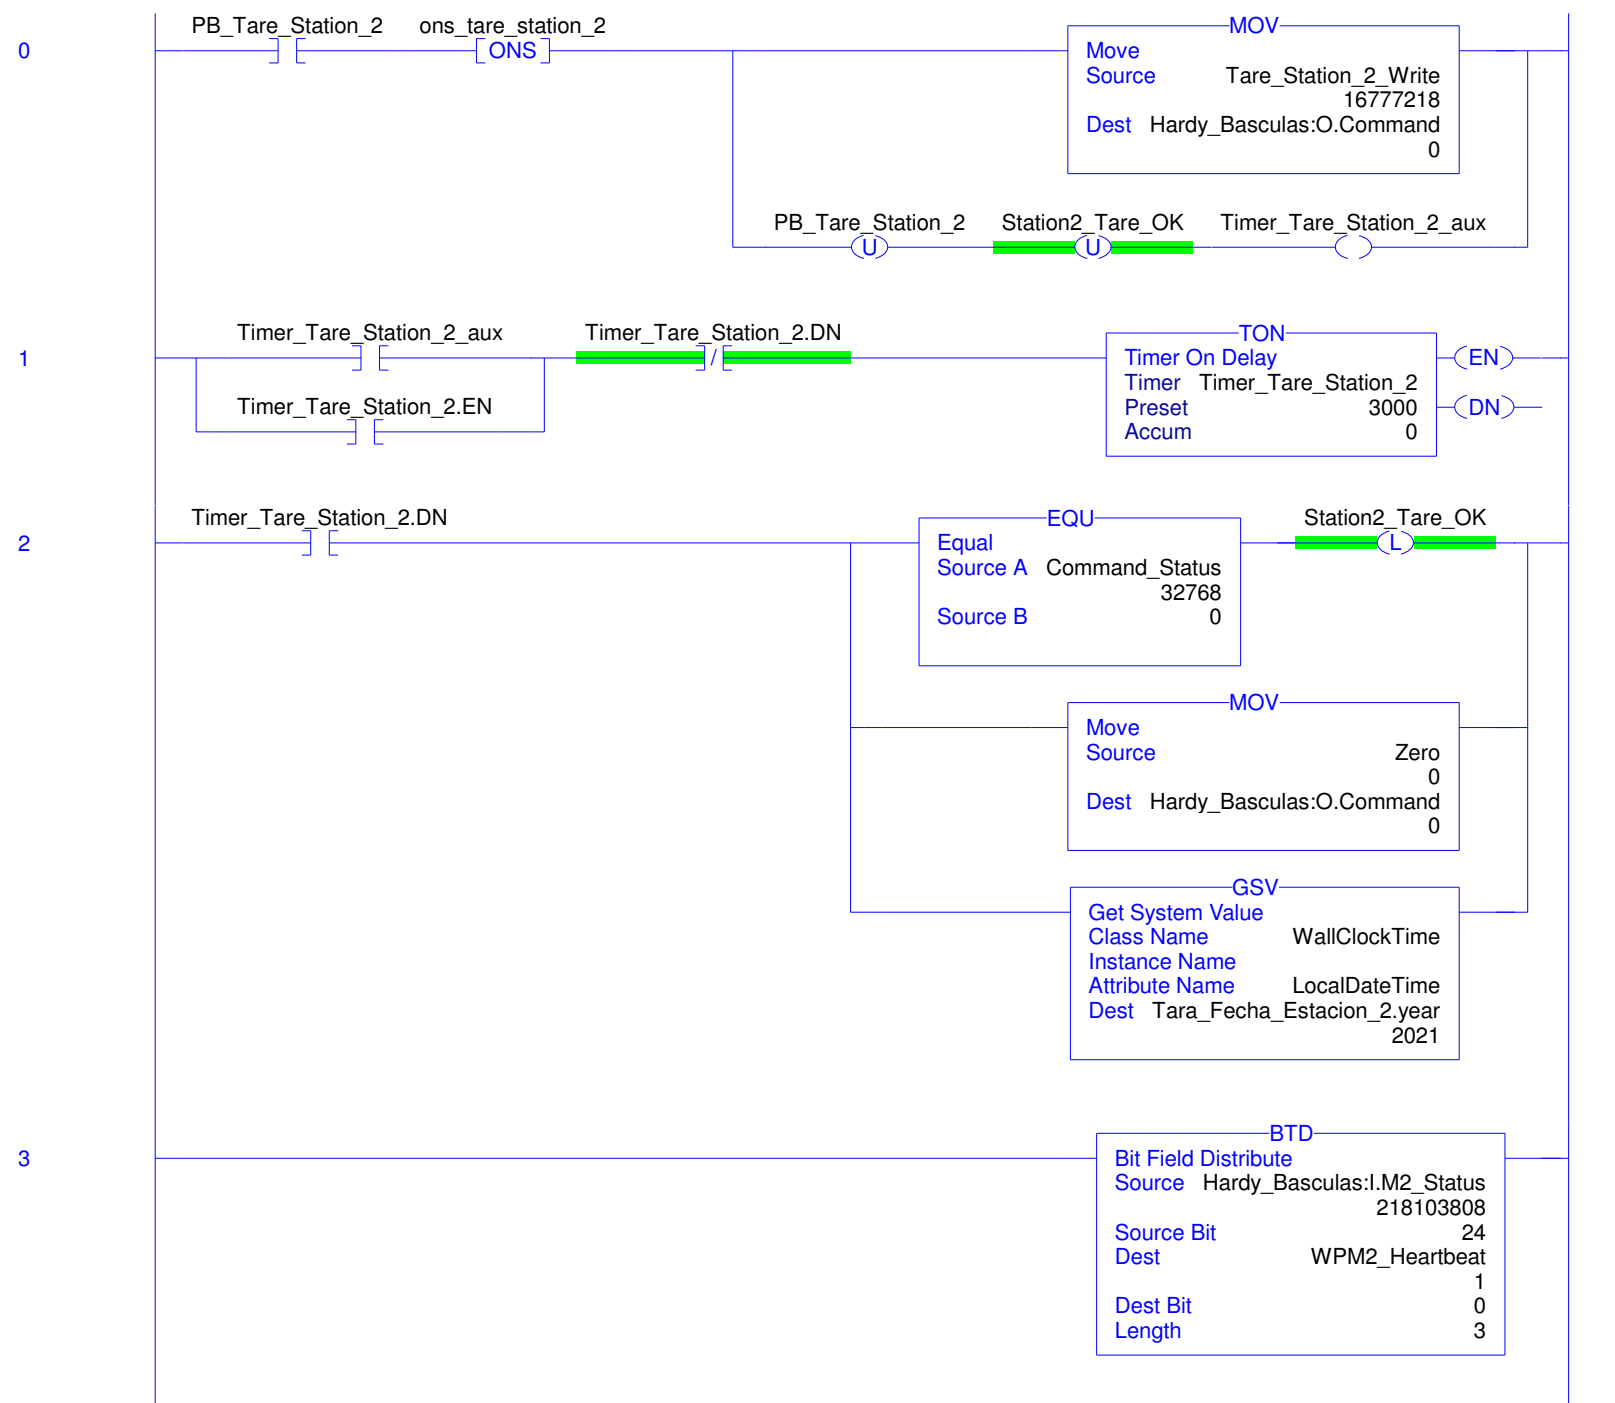 PB_Tare_Station_2 ons_tare_station_2 MOV
0 ONS Move
Source Tare_Station_2_Write
16777218
Dest Hardy_Basculas:O.Command
0
PB_Tare_Station_2 Station2_Tare_OK Timer_Tare_Station_2_aux
U U
Timer_Tare_Station_2_aux Timer_Tare_Station_2.DN TON
1 / Timer On Delay EN
Timer Timer_Tare_Station_2
Timer_Tare_Station_2.EN Preset 3000 DN
Accum 0
Timer_Tare_Station_2.DN EQU Station2_Tare_OK
2 Equal L
Source A Command_Status
32768
Source B 0
MOV
Move
Source Zero
0
Dest Hardy_Basculas:O.Command
0
GSV
Get System Value
Class Name WallClockTime
Instance Name
Attribute Name LocalDateTime
Dest Tara_Fecha_Estacion_2.year
2021
BTD
3 Bit Field Distribute
Source Hardy_Basculas:I.M2_Status
218103808
Source Bit 24
Dest WPM2_Heartbeat
1
Dest Bit 0
Length 3